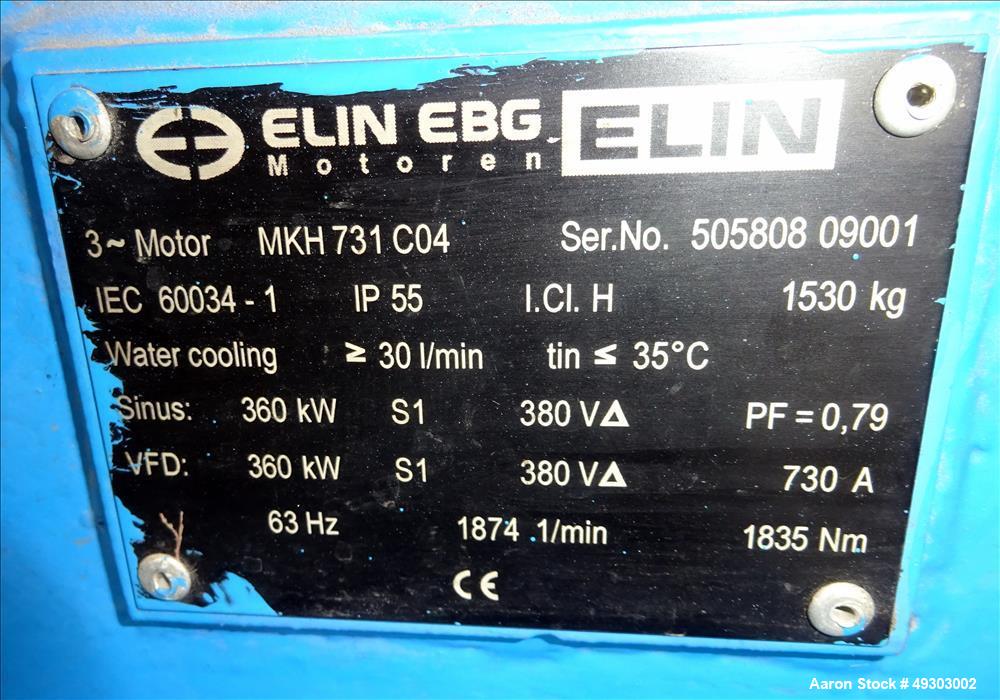 ELIN EBG ELIN
Motoren
3~ Motor MKH 731 C04 Ser.No. 505808 09001
IEC 60034 - 1 IP 55 I.Cl. H 1530 kg
Water cooling ≥ 30 l/min tin ≤ 35°C
Sinus: 360 kW S1 380 VΔ PF = 0,79
VFD: 360 kW S1 380 VΔ 730 A
63 Hz 1874 1/min 1835 Nm
CE
Aaron Stock # 49303002